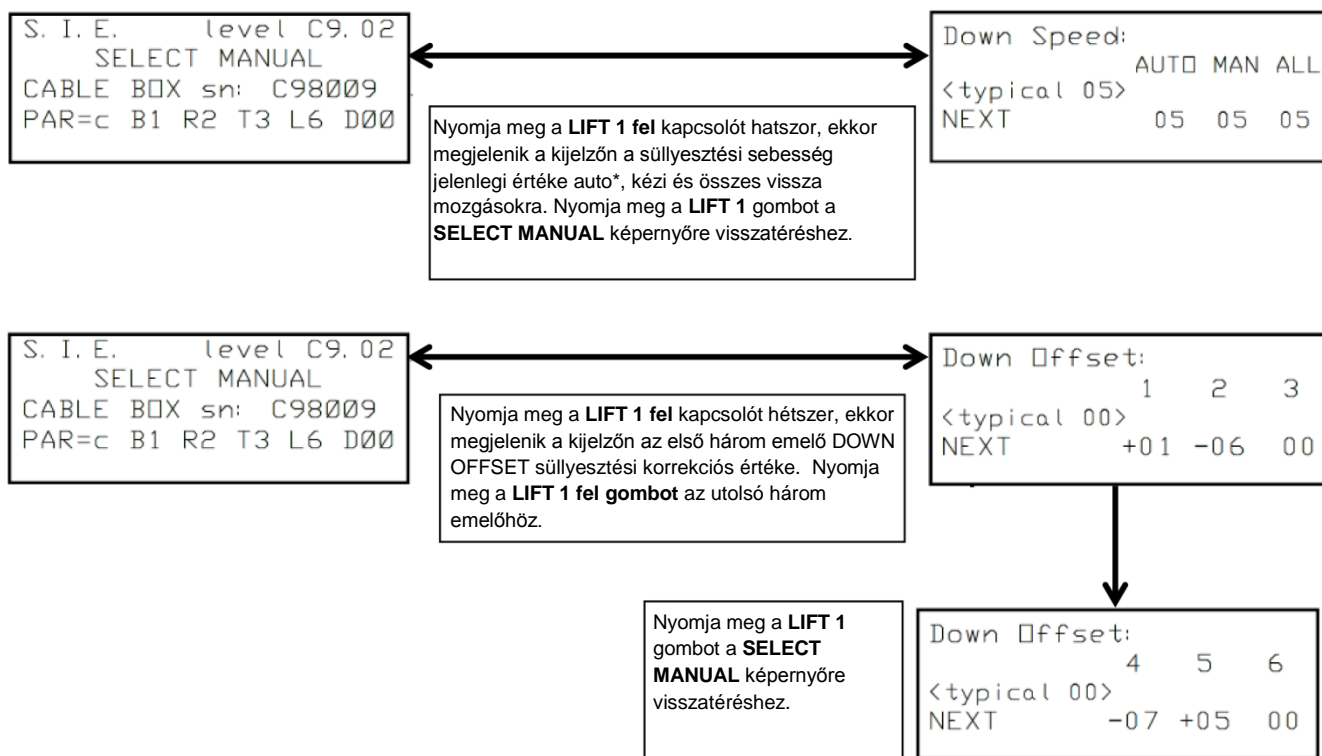 S. I. E. level C9. 02
SELECT MANUAL
CABLE BOX sn: C98009
PAR=c B1 R2 T3 L6 D00
Nyomja meg a LIFT 1 fel kapcsolót hatszor, ekkor
megjelenik a kijelzőn a süllyesztési sebesség
jelenlegi értéke auto*, kézi és összes vissza
mozgásokra. Nyomja meg a LIFT 1 gombot a
SELECT MANUAL képernyőre visszatéréshez.
Down Speed:
AUTO MAN ALL
<typical 05>
NEXT 05 05 05
S. I. E. level C9. 02
SELECT MANUAL
CABLE BOX sn: C98009
PAR=c B1 R2 T3 L6 D00
Nyomja meg a LIFT 1 fel kapcsolót hétszer, ekkor
megjelenik a kijelzőn az első három emelő DOWN
OFFSET süllyesztési korrekciós értéke. Nyomja
meg a LIFT 1 fel gombot az utolsó három
emelőhöz.
Down Offset:
1 2 3
<typical 00>
NEXT +01 -06 00
Nyomja meg a LIFT 1
gombot a SELECT
MANUAL képernyőre
visszatéréshez.
Down Offset:
4 5 6
<typical 00>
NEXT -07 +05 00